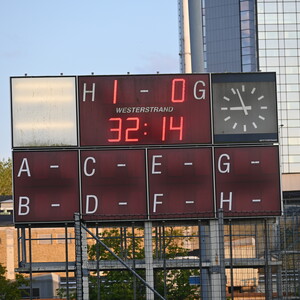 H 1 - 0 G
WESTERSTRAND
32:14
A - C - E - G -
B - D - F - H -